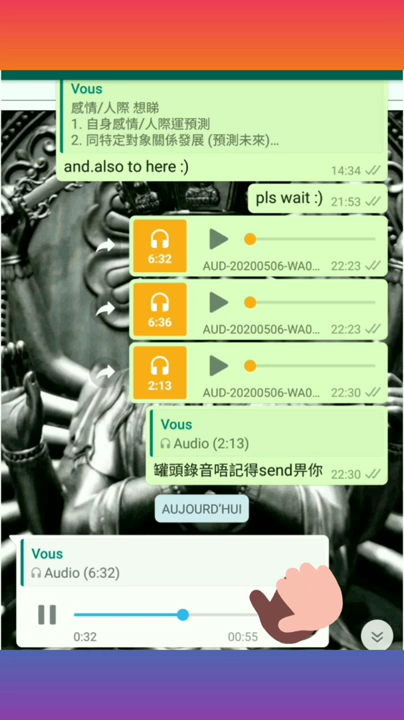 Vous
感情/人際 想睇
1. 自身感情/人際運預測
2. 同特定對象關係發展 (預測未來)...
and.also to here :)
14:34
pls wait :) 21:53
6:32
AUD-20200506-WA0... 22:23
6:36
AUD-20200506-WA0... 22:23
2:13
AUD-20200506-WA0... 22:30
Vous
Audio (2:13)
罐頭錄音唔記得send畀你 22:30
AUJOURD'HUI
Vous
Audio (6:32)
0:32 00:55